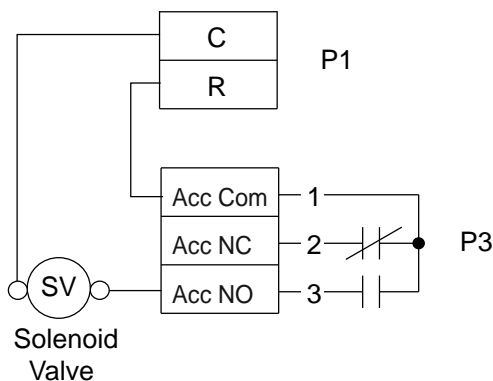 C
P1
R
Acc Com 1
Acc NC 2 P3
Acc NO 3
SV
Solenoid
Valve